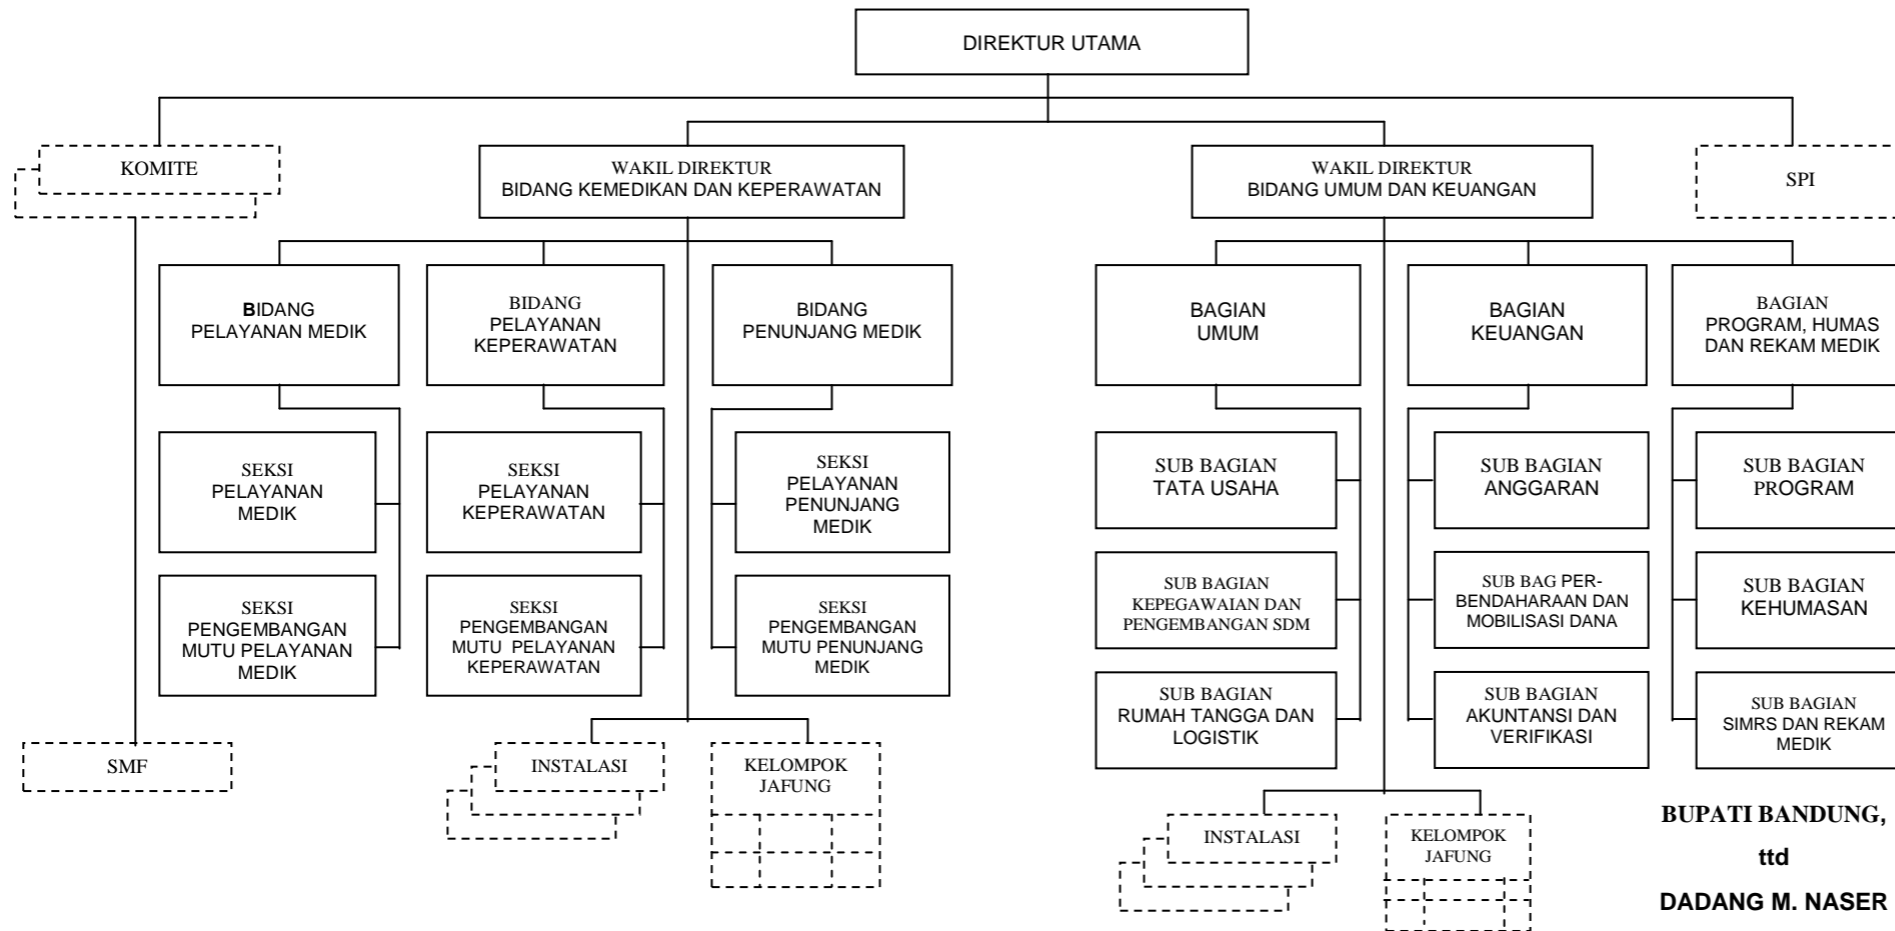 DIREKTUR UTAMA
KOMITE
WAKIL DIREKTUR
BIDANG KEMEDIKAN DAN KEPERAWATAN
WAKIL DIREKTUR
BIDANG UMUM DAN KEUANGAN
SPI
BIDANG
PELAYANAN MEDIK
BIDANG
PELAYANAN
KEPERAWATAN
BIDANG
PENUNJANG MEDIK
BAGIAN
UMUM
BAGIAN
KEUANGAN
BAGIAN
PROGRAM, HUMAS
DAN REKAM MEDIK
SEKSI
PELAYANAN
MEDIK
SEKSI
PELAYANAN
KEPERAWATAN
SEKSI
PELAYANAN
PENUNJANG
MEDIK
SUB BAGIAN
TATA USAHA
SUB BAGIAN
ANGGARAN
SUB BAGIAN
PROGRAM
SEKSI
PENGEMBANGAN
MUTU PELAYANAN
MEDIK
SEKSI
PENGEMBANGAN
MUTU PELAYANAN
KEPERAWATAN
SEKSI
PENGEMBANGAN
MUTU PENUNJANG
MEDIK
SUB BAGIAN
KEPEGAWAIAN DAN
PENGEMBANGAN SDM
SUB BAG PER-
BENDAHARAAN DAN
MOBILISASI DANA
SUB BAGIAN
KEHUMASAN
SUB BAGIAN
RUMAH TANGGA DAN
LOGISTIK
SUB BAGIAN
AKUNTANSI DAN
VERIFIKASI
SUB BAGIAN
SIMRS DAN REKAM
MEDIK
SMF
INSTALASI
KELOMPOK
JAFUNG
INSTALASI
KELOMPOK
JAFUNG
BUPATI BANDUNG,
ttd
DADANG M. NASER